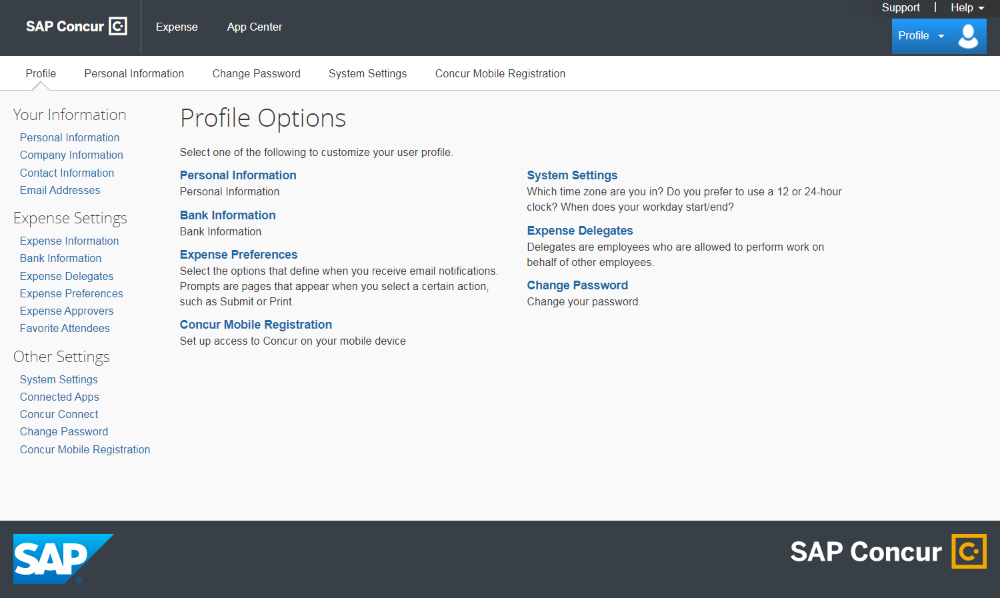 Support | Help
SAP Concur C Expense App Center
Profile
Profile Personal Information Change Password System Settings Concur Mobile Registration
Your Information
Personal Information
Company Information
Contact Information
Email Addresses
Expense Settings
Expense Information
Bank Information
Expense Delegates
Expense Preferences
Expense Approvers
Favorite Attendees
Other Settings
System Settings
Connected Apps
Concur Connect
Change Password
Concur Mobile Registration
Profile Options
Select one of the following to customize your user profile.
Personal Information
Personal Information
Bank Information
Bank Information
Expense Preferences
Select the options that define when you receive email notifications.
Prompts are pages that appear when you select a certain action,
such as Submit or Print.
Concur Mobile Registration
Set up access to Concur on your mobile device
System Settings
Which time zone are you in? Do you prefer to use a 12 or 24-hour
clock? When does your workday start/end?
Expense Delegates
Delegates are employees who are allowed to perform work on
behalf of other employees.
Change Password
Change your password.
SAP ®
SAP Concur C